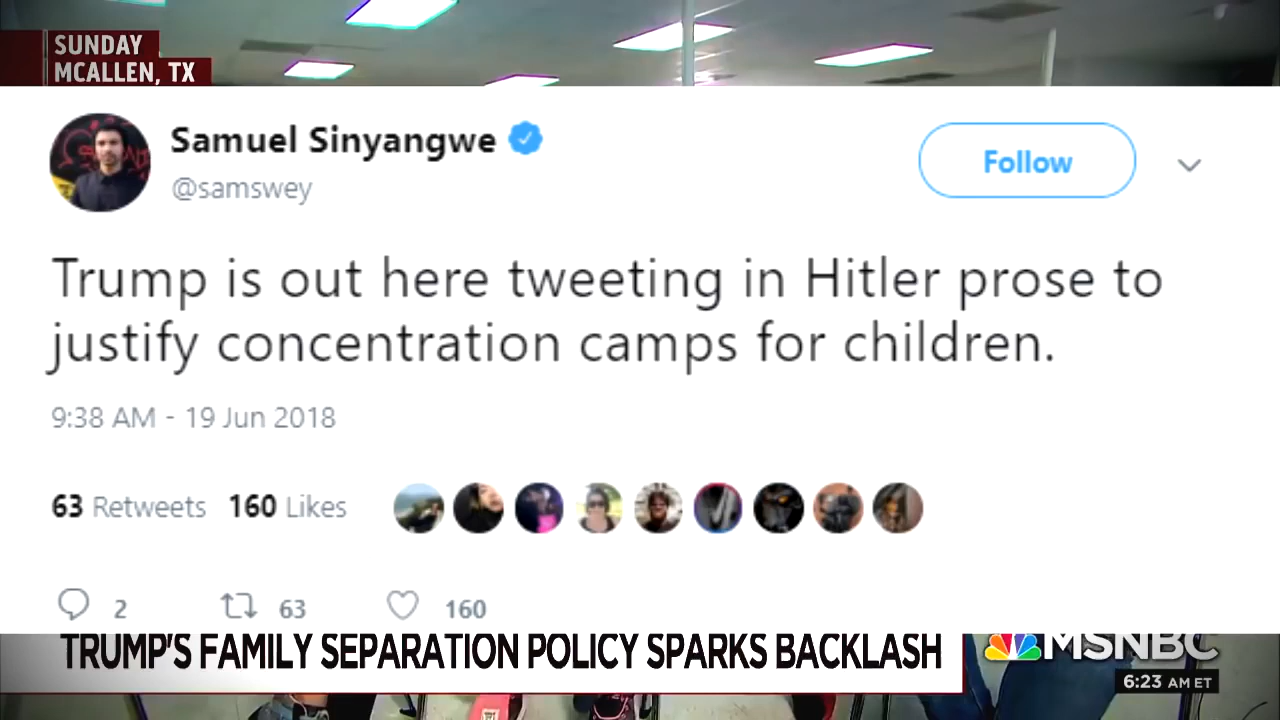 SUNDAY
MCALLEN, TX
Samuel Sinyangwe
@samswey
Follow
Trump is out here tweeting in Hitler prose to
justify concentration camps for children.
9:38 AM - 19 Jun 2018
63 Retweets 160 Likes
2 63 160
TRUMP'S FAMILY SEPARATION POLICY SPARKS BACKLASH
MSNBC
6:23 AM ET